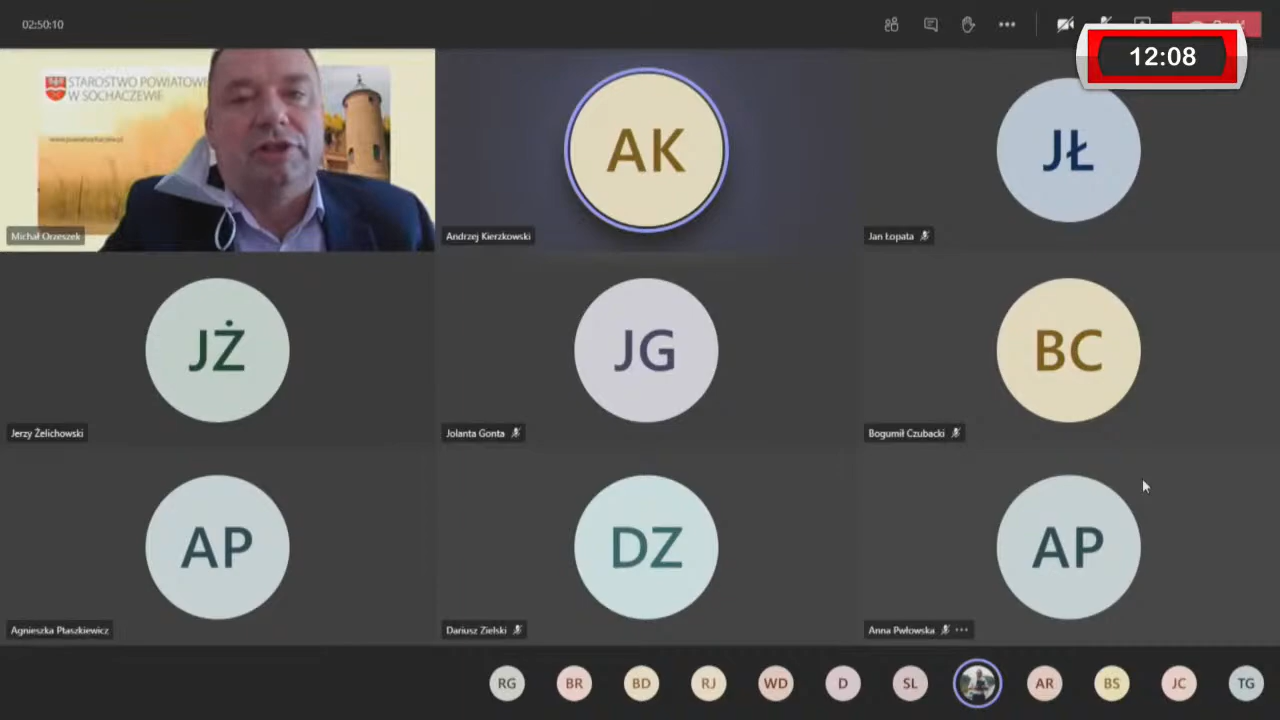 02:50:10
12:08
STAROSTWO POWIATOWE
W SOCHACZEWIE
Michał Orzeszek
AK
Andrzej Kierzkowski
JŁ
Jan Łopata
JŻ
Jerzy Żelichowski
JG
Jolanta Gonta
BC
Bogumił Czubacki
AP
Agnieszka Ptaszkiewicz
DZ
Dariusz Zielski
AP
Anna Pwłowska
RG
BR
BD
RJ
WD
D
SL
AR
BS
JC
TG